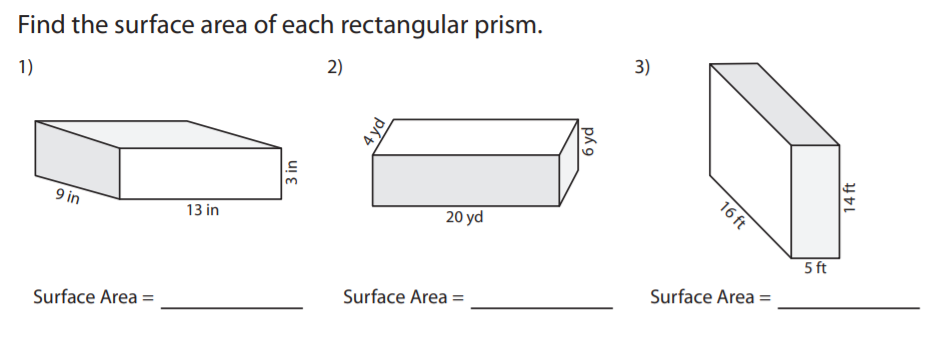 Find the surface area of each rectangular prism.
1)
2)
3)
9 in
13 in
3 in
4 yd
20 yd
6 yd
16 ft
5 ft
14 ft
Surface Area =
Surface Area =
Surface Area =